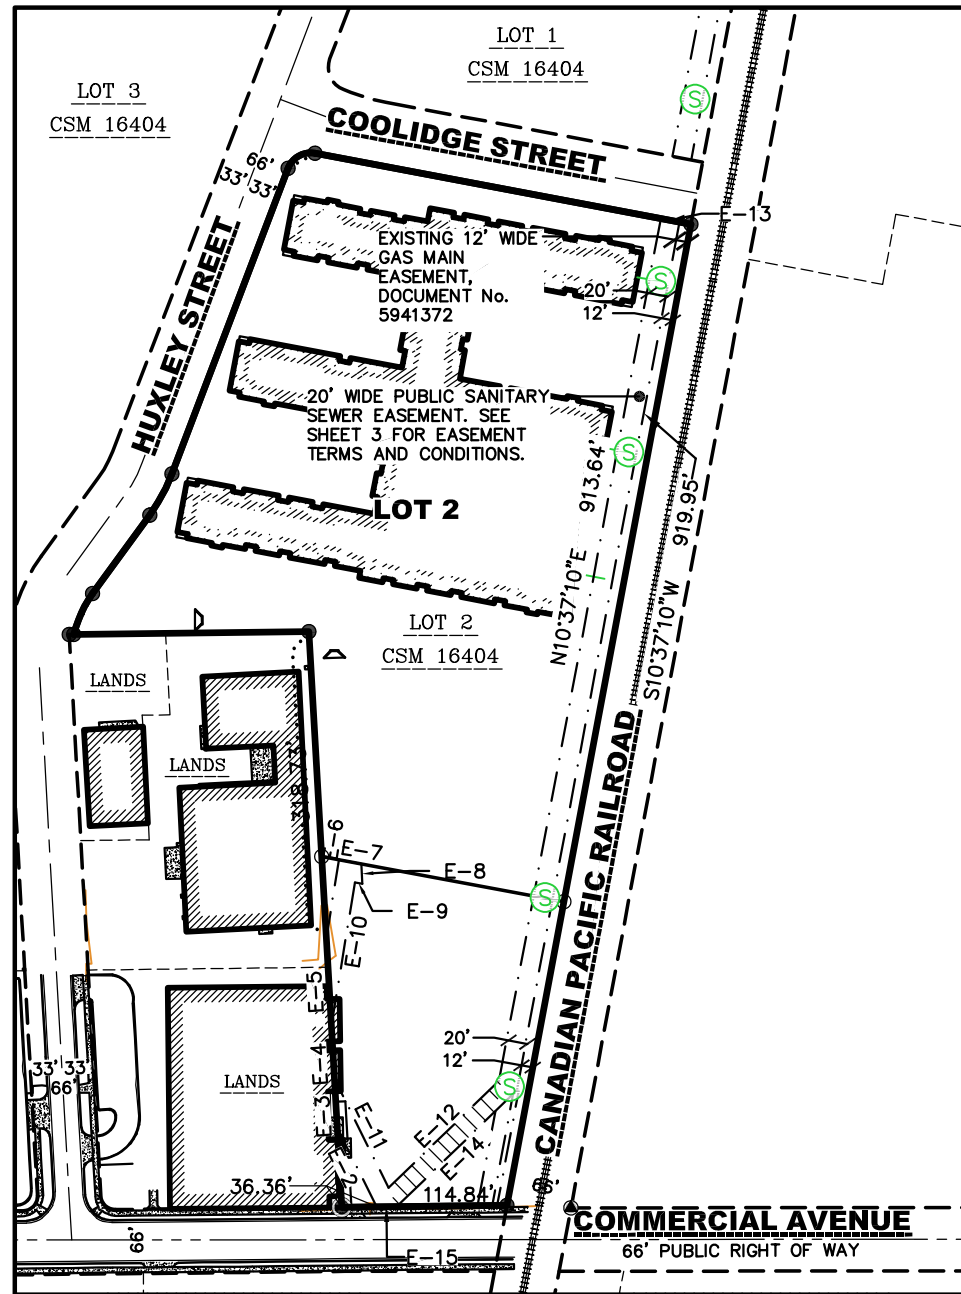 LOT 1
CSM 16404
LOT 3
CSM 16404
COOLIDGE STREET
66'
33' 33'
S
E-13
HUXLEY STREET
EXISTING 12' WIDE
GAS MAIN
EASEMENT,
DOCUMENT No.
5941372
S
20'
12'
20' WIDE PUBLIC SANITARY
SEWER EASEMENT. SEE
SHEET 3 FOR EASEMENT
TERMS AND CONDITIONS.
S
913.64'
919.95'
LOT 2
N10°37'10"E
S10°37'10"W
LOT 2
CSM 16404
LANDS
LANDS
318.77'
CANADIAN PACIFIC RAILROAD
E-6
E-7
E-8
E-9
S
E-10
E-5
20'
12'
E-4
33' 33'
66'
LANDS
S
E-3
E-11
E-12
E-14
E-2
36.36'
114.84'
66'
COMMERCIAL AVENUE
66' PUBLIC RIGHT OF WAY
66'
E-15